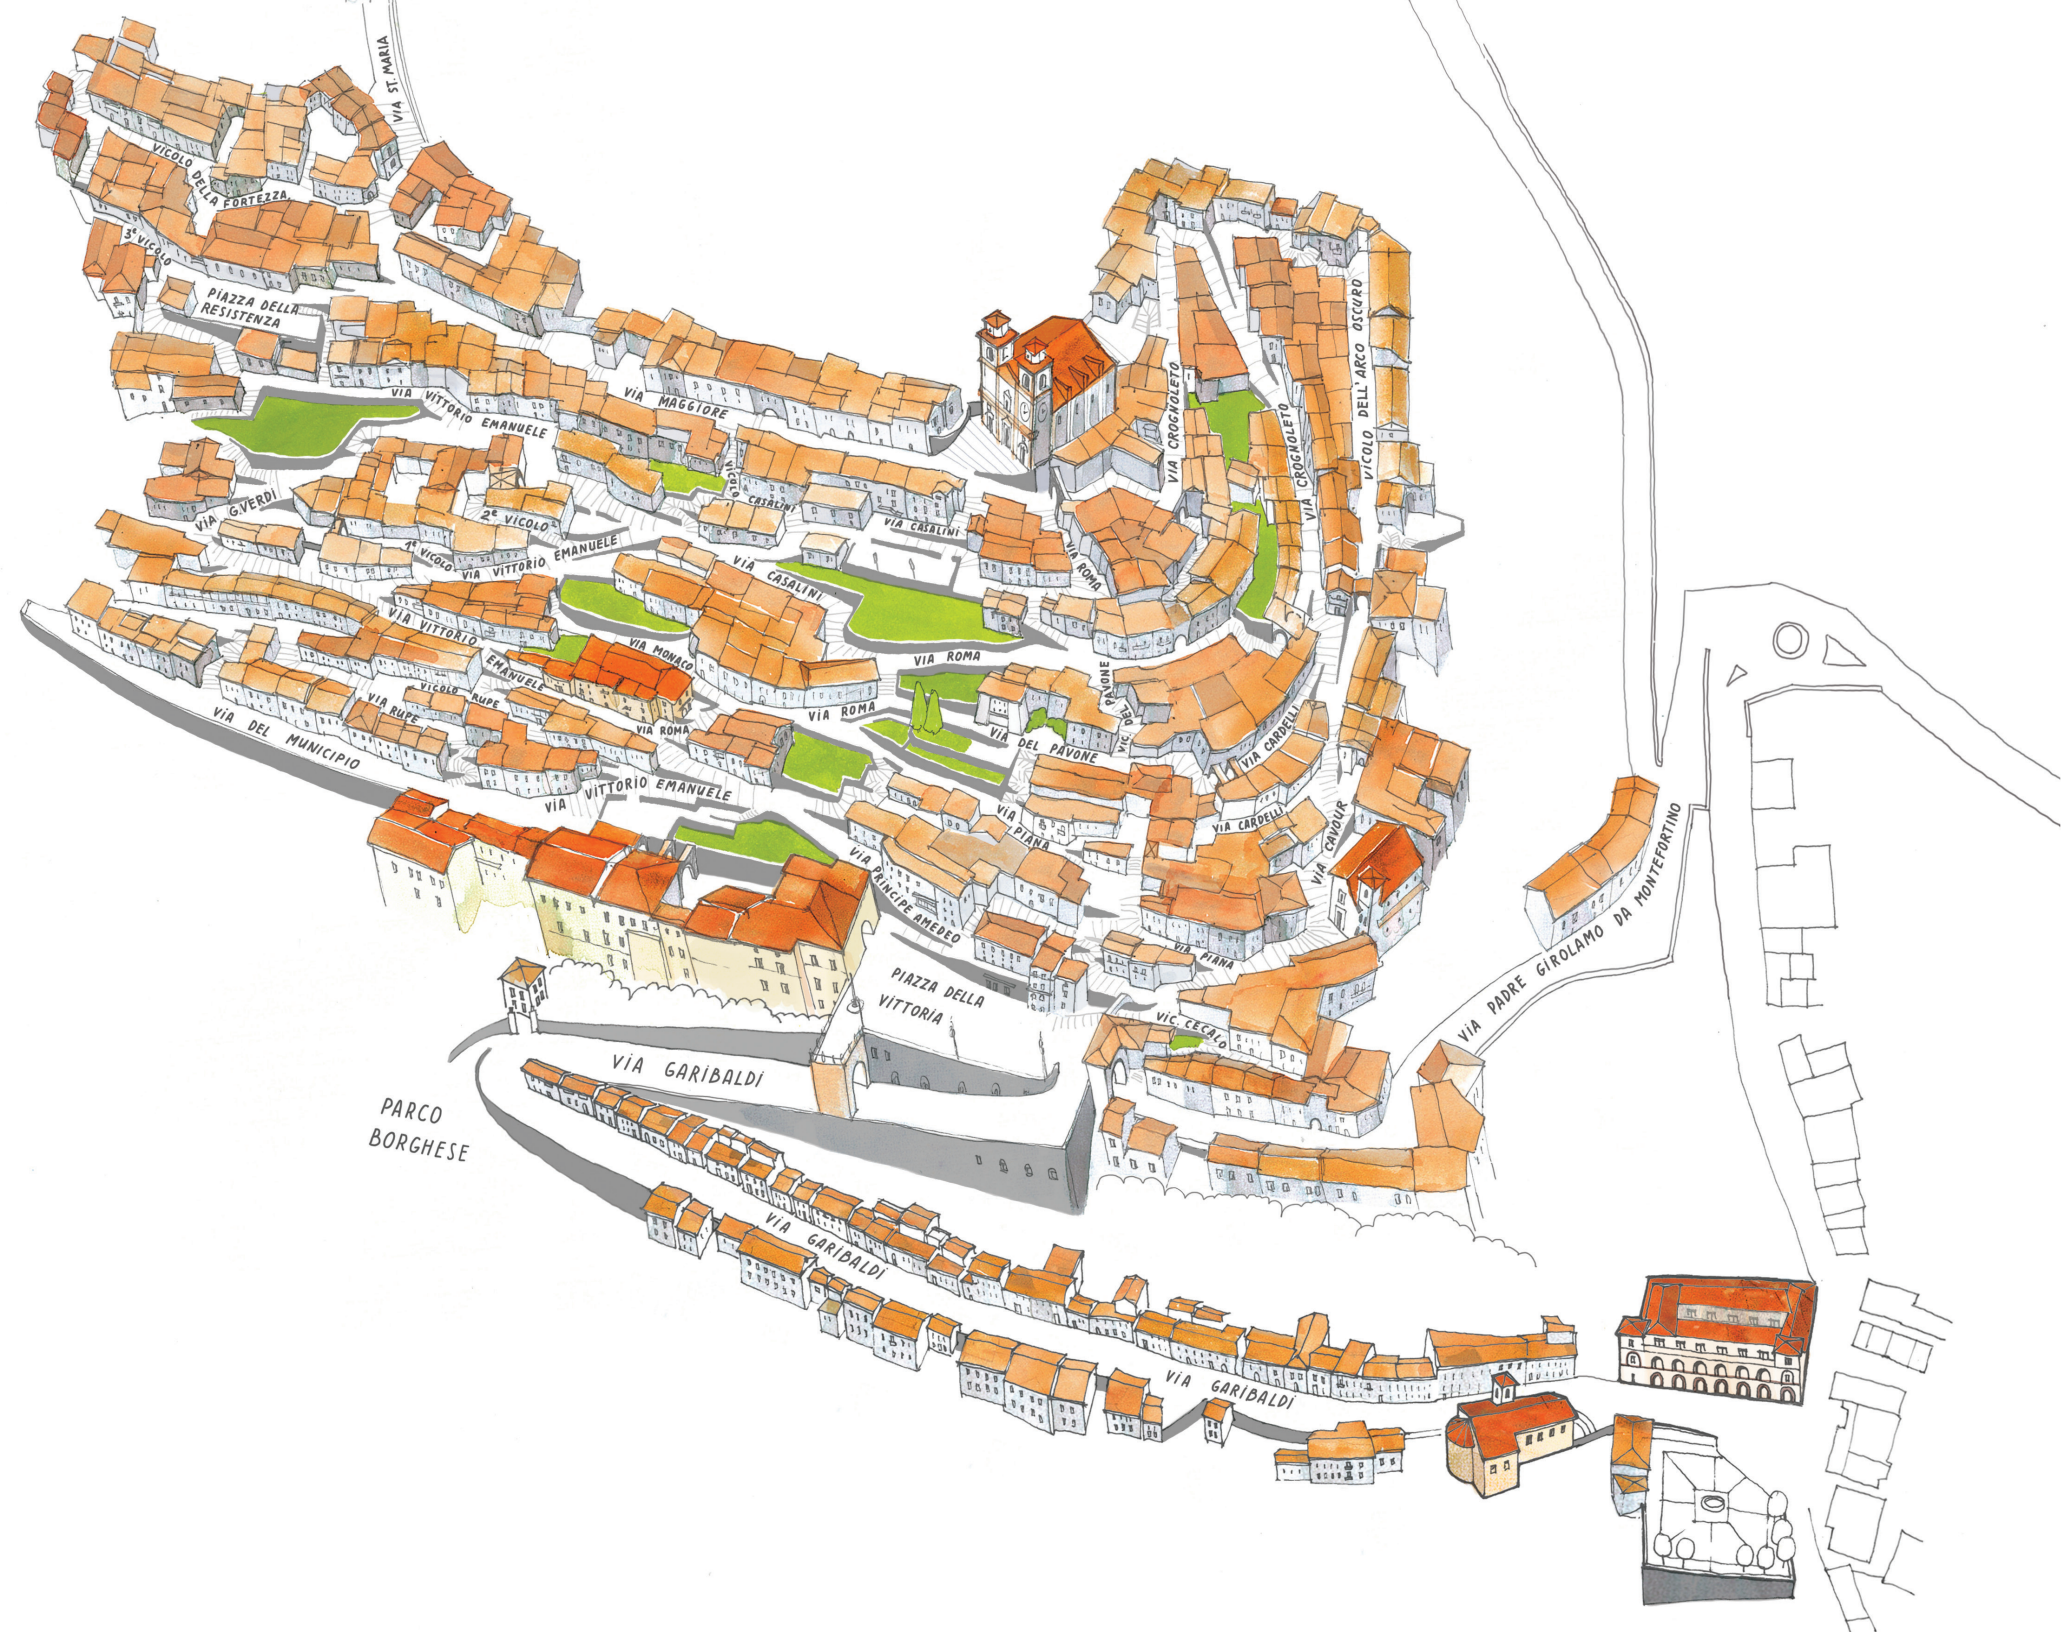 ViA ST. MARIA
ViCOLO
DELLA FORTEZZA
3° ViCOLO
PiAZZA DELLA
RESiSTENZA
ViA ViTTORiO EMANUELE
ViA MAGGiORE
ViCOLO CASALiNi
ViA CASALiNi
ViA G.VERDi
2° ViCOLO
1° ViCOLO
ViA ViTTORiO EMANUELE
ViA CASALiNi
ViA ROMA
ViA CROGNOLETO
ViA CROGNOLETO
ViCOLO DELL'ARCO OSCURO
ViA ViTTORiO
EMANUELE
ViA MONACO
ViA ROMA
ViA ROMA
ViA ROMA
ViCOLO RUPE
ViA RUPE
ViA DEL MUNiCiPiO
ViA ViTTORiO EMANUELE
ViA DEL PAVONE
ViC. DEL PAVONE
ViA CARDELLi
ViA CARDELLi
ViA CAVOUR
ViA PiANA
ViA PRiNCiPE AMEDEO
ViA PiANA
PiAZZA DELLA
ViTTORiA
ViC. CECALO
ViA PADRE GiROLAMO DA MONTEFORTiNO
ViA GARiBALDi
PARCO
BORGHESE
ViA GARiBALDi
ViA GARiBALDi